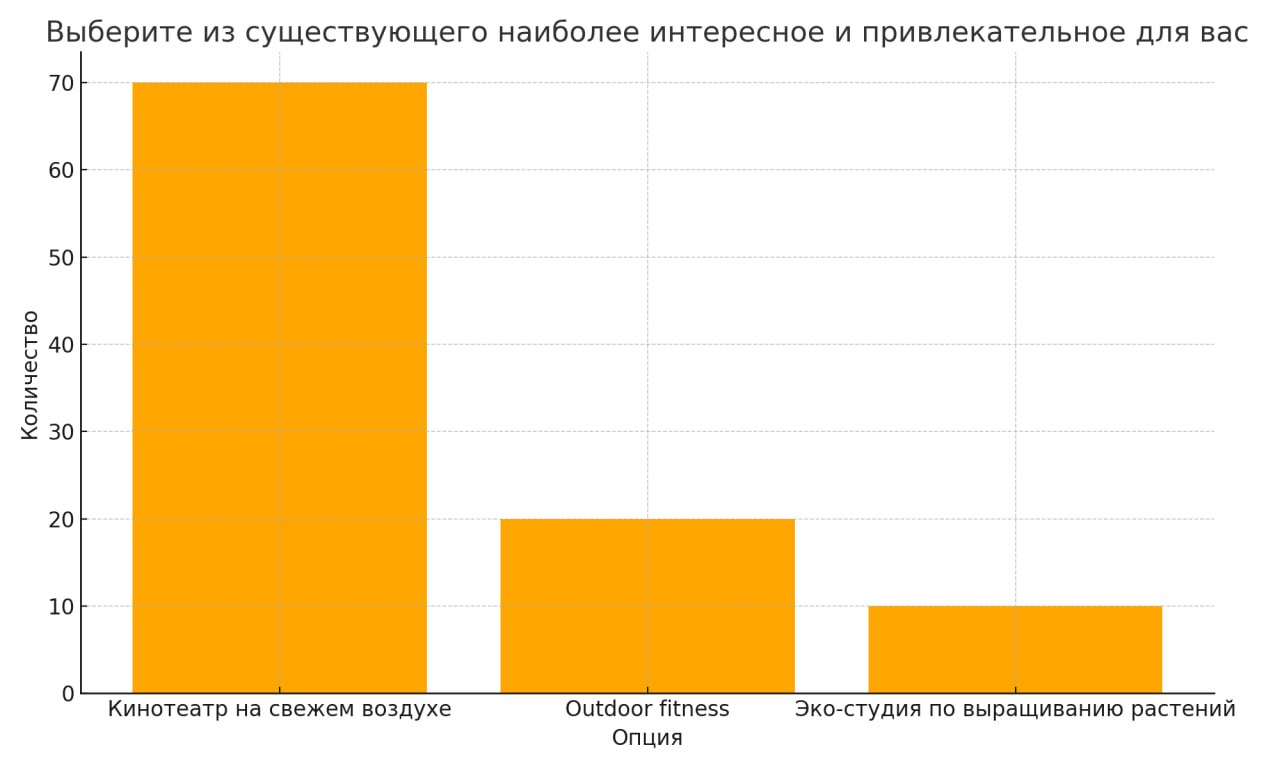 Выберите из существующего наиболее интересное и привлекательное для вас
70
60
50
40
30
20
10
0
Количество
Кинотеатр на свежем воздухе
Outdoor fitness
Эко-студия по выращиванию растений
Опция